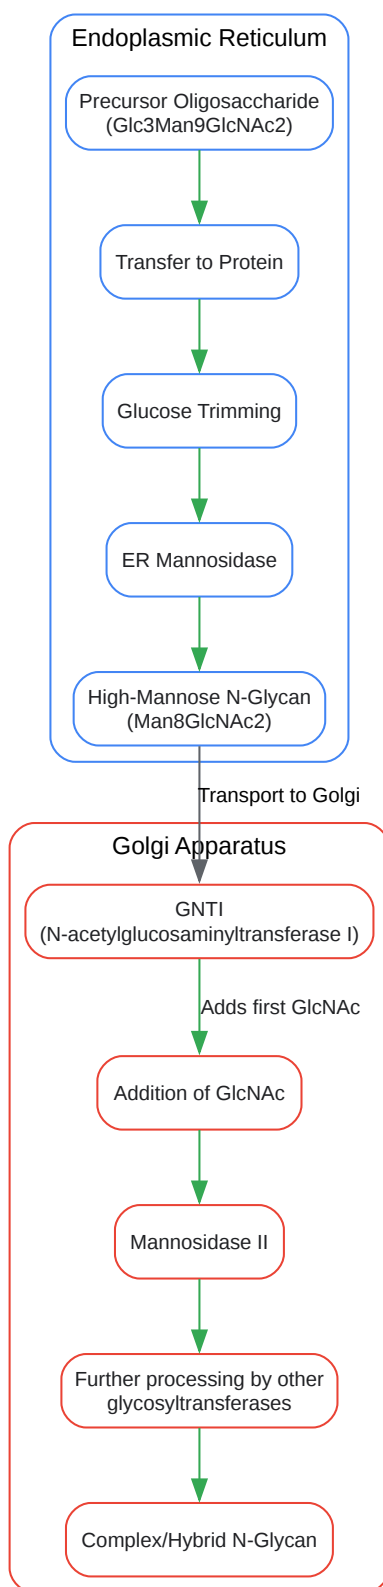 Endoplasmic Reticulum
Precursor Oligosaccharide
(Glc3Man9GlcNAc2)
Transfer to Protein
Glucose Trimming
ER Mannosidase
High-Mannose N-Glycan
(Man8GlcNAc2)
Transport to Golgi
Golgi Apparatus
GNTI
(N-acetylglucosaminyltransferase I)
Adds first GlcNAc
Addition of GlcNAc
Mannosidase II
Further processing by other
glycosyltransferases
Complex/Hybrid N-Glycan